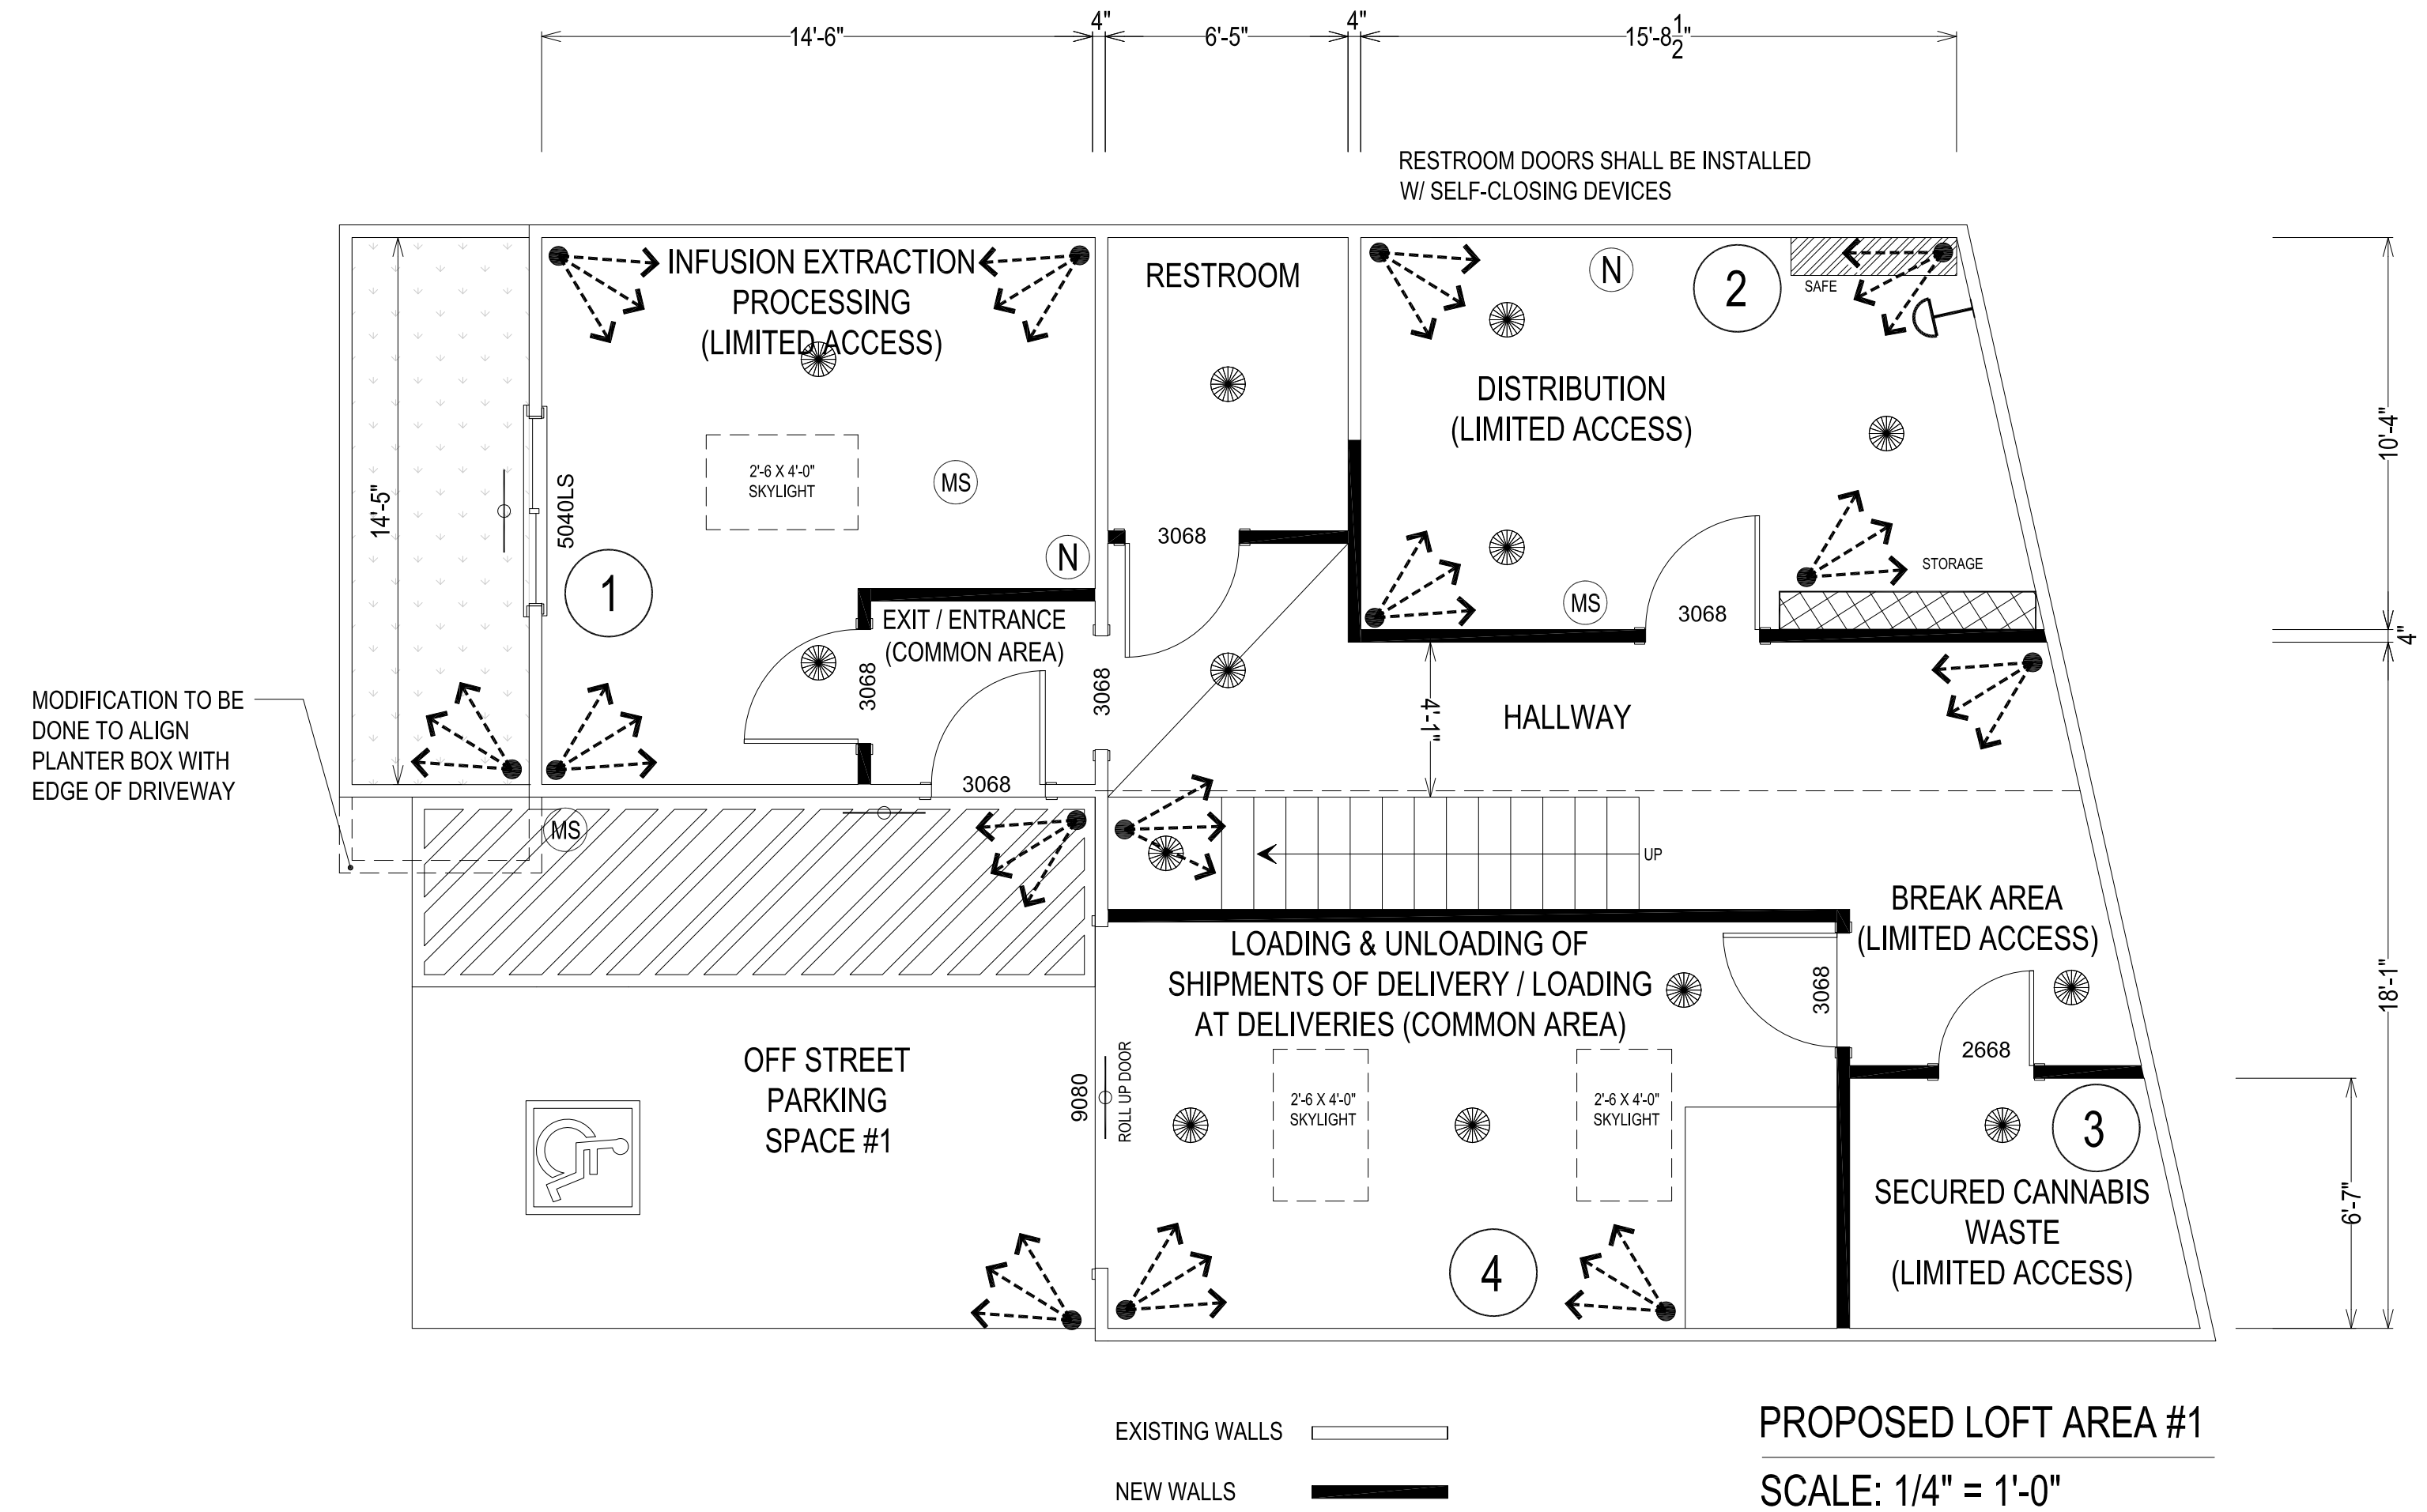 14'-6"
4"
6'-5"
4"
15'-8 1/2"
RESTROOM DOORS SHALL BE INSTALLED
W/ SELF-CLOSING DEVICES
INFUSION EXTRACTION
PROCESSING
(LIMITED ACCESS)
RESTROOM
N
2
SAFE
DISTRIBUTION
(LIMITED ACCESS)
10'-4"
14'-5"
5040LS
2'-6 X 4'-0"
SKYLIGHT
MS
N
3068
1
STORAGE
MS
3068
EXIT / ENTRANCE
(COMMON AREA)
3068
3068
3068
4"
4'-1"
HALLWAY
MODIFICATION TO BE
DONE TO ALIGN
PLANTER BOX WITH
EDGE OF DRIVEWAY
MS
UP
BREAK AREA
(LIMITED ACCESS)
LOADING & UNLOADING OF
SHIPMENTS OF DELIVERY / LOADING
AT DELIVERIES (COMMON AREA)
3068
18'-1"
2668
OFF STREET
PARKING
SPACE #1
9080
ROLL UP DOOR
2'-6 X 4'-0"
SKYLIGHT
2'-6 X 4'-0"
SKYLIGHT
3
SECURED CANNABIS
WASTE
(LIMITED ACCESS)
6'-7"
4
EXISTING WALLS
NEW WALLS
PROPOSED LOFT AREA #1
SCALE: 1/4" = 1'-0"